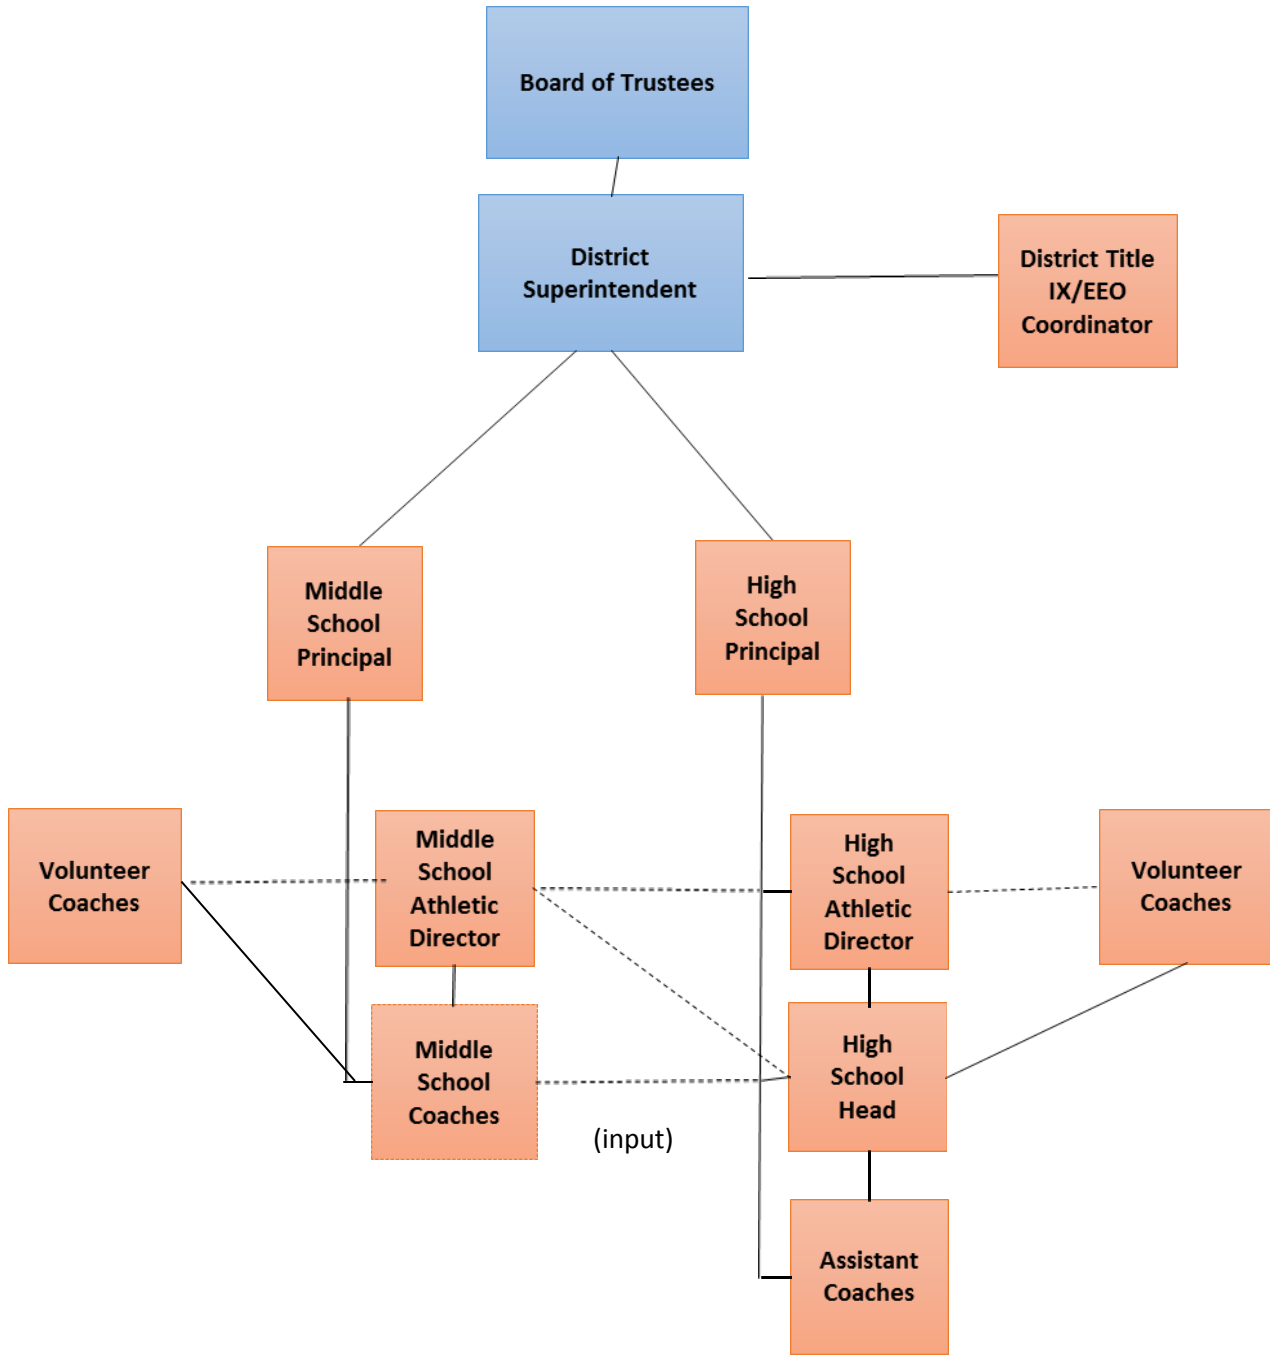 Board of Trustees
District
Superintendent
District Title
IX/EEO
Coordinator
Middle
School
Principal
High
School
Principal
Volunteer
Coaches
Middle
School
Athletic
Director
High
School
Athletic
Director
Volunteer
Coaches
Middle
School
Coaches
(input)
High
School
Head
Assistant
Coaches